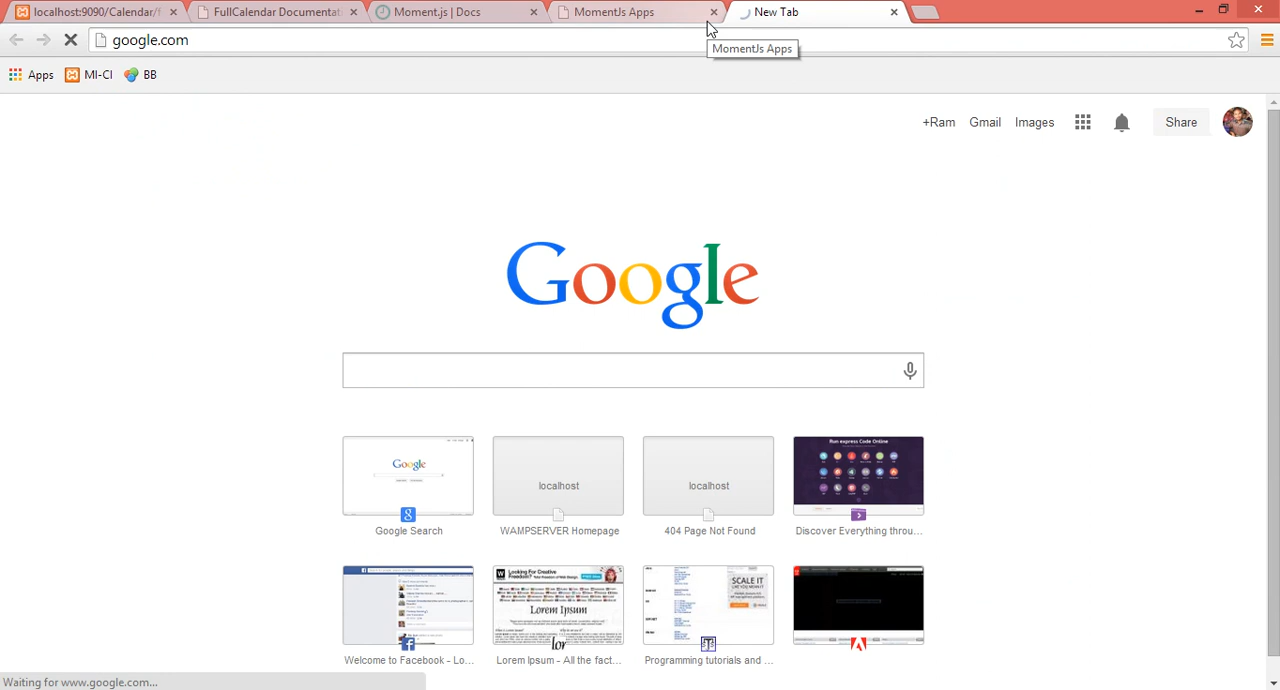 localhost:9090/Calendar/f
FullCalendar Documentati
Moment.js | Docs
MomentJs Apps
New Tab
google.com
MomentJs Apps
Apps
MI-CI
BB
+Ram
Gmail
Images
Share
Google
Google
localhost
localhost
Run express Code Online
Google Search
WAMPSERVER Homepage
404 Page Not Found
Discover Everything throu...
Looking For Creative
Freedom?
Lorem Ipsum
SCALE IT
lor
Welcome to Facebook - Lo...
Lorem Ipsum - All the fact...
Programming tutorials and ...
Waiting for www.google.com...